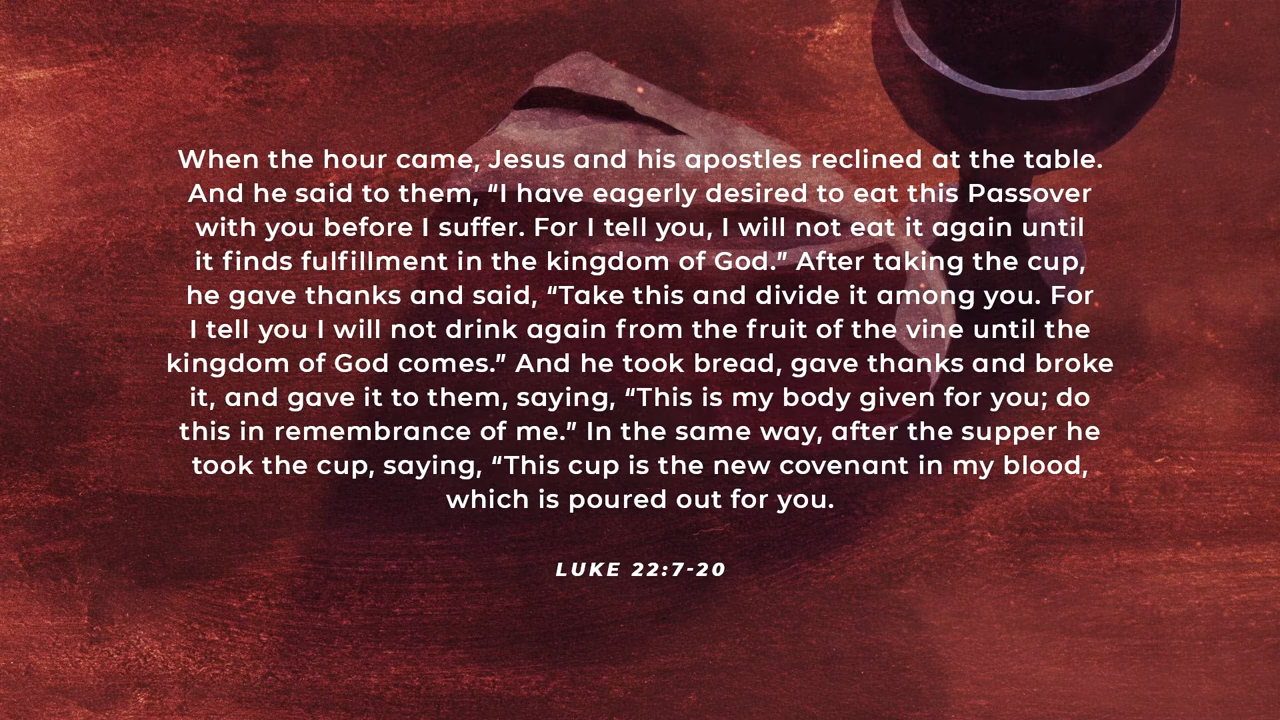 When the hour came, Jesus and his apostles reclined at the table.
And he said to them, “I have eagerly desired to eat this Passover
with you before I suffer. For I tell you, I will not eat it again until
it finds fulfillment in the kingdom of God.” After taking the cup,
he gave thanks and said, “Take this and divide it among you. For
I tell you I will not drink again from the fruit of the vine until the
kingdom of God comes.” And he took bread, gave thanks and broke
it, and gave it to them, saying, “This is my body given for you; do
this in remembrance of me.” In the same way, after the supper he
took the cup, saying, “This cup is the new covenant in my blood,
which is poured out for you.
LUKE 22:7-20